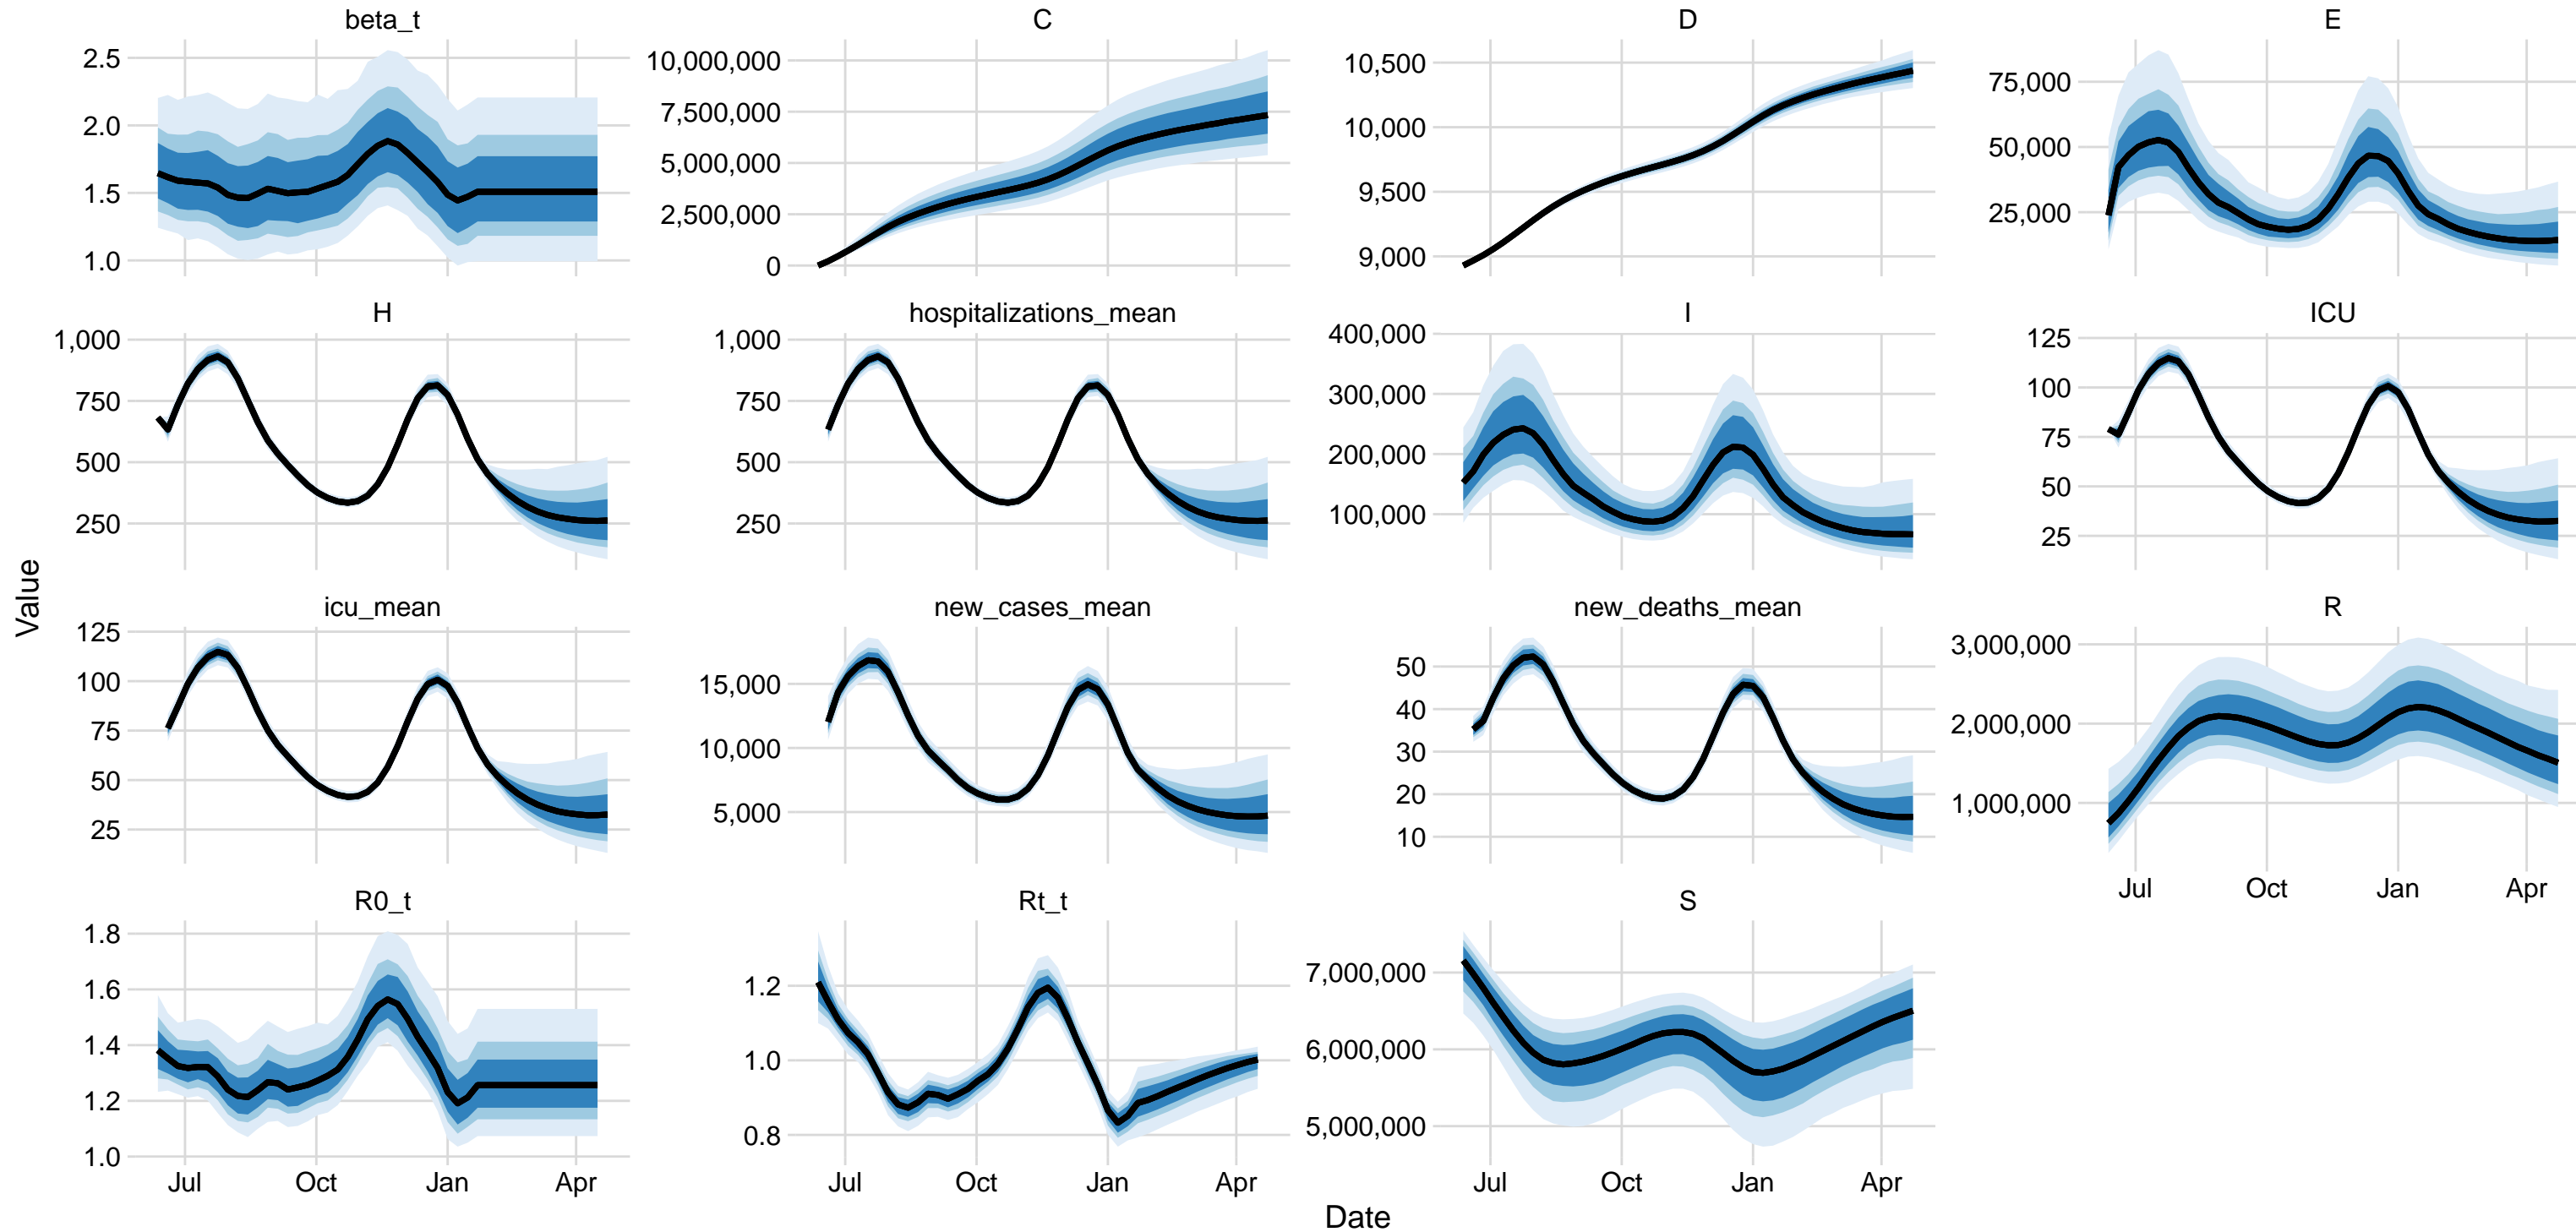 beta_t
2.5
2.0
1.5
1.0
C
10,000,000
7,500,000
5,000,000
2,500,000
0
D
10,500
10,000
9,500
9,000
E
75,000
50,000
25,000
H
1,000
750
500
250
hospitalizations_mean
1,000
750
500
250
I
400,000
300,000
200,000
100,000
ICU
125
100
75
50
25
Value
icu_mean
125
100
75
50
25
new_cases_mean
15,000
10,000
5,000
new_deaths_mean
50
40
30
20
10
R
3,000,000
2,000,000
1,000,000
Jul Oct Jan Apr
R0_t
1.8
1.6
1.4
1.2
1.0
Jul Oct Jan Apr
Rt_t
1.2
1.0
0.8
Jul Oct Jan Apr
S
7,000,000
6,000,000
5,000,000
Jul Oct Jan Apr
Date